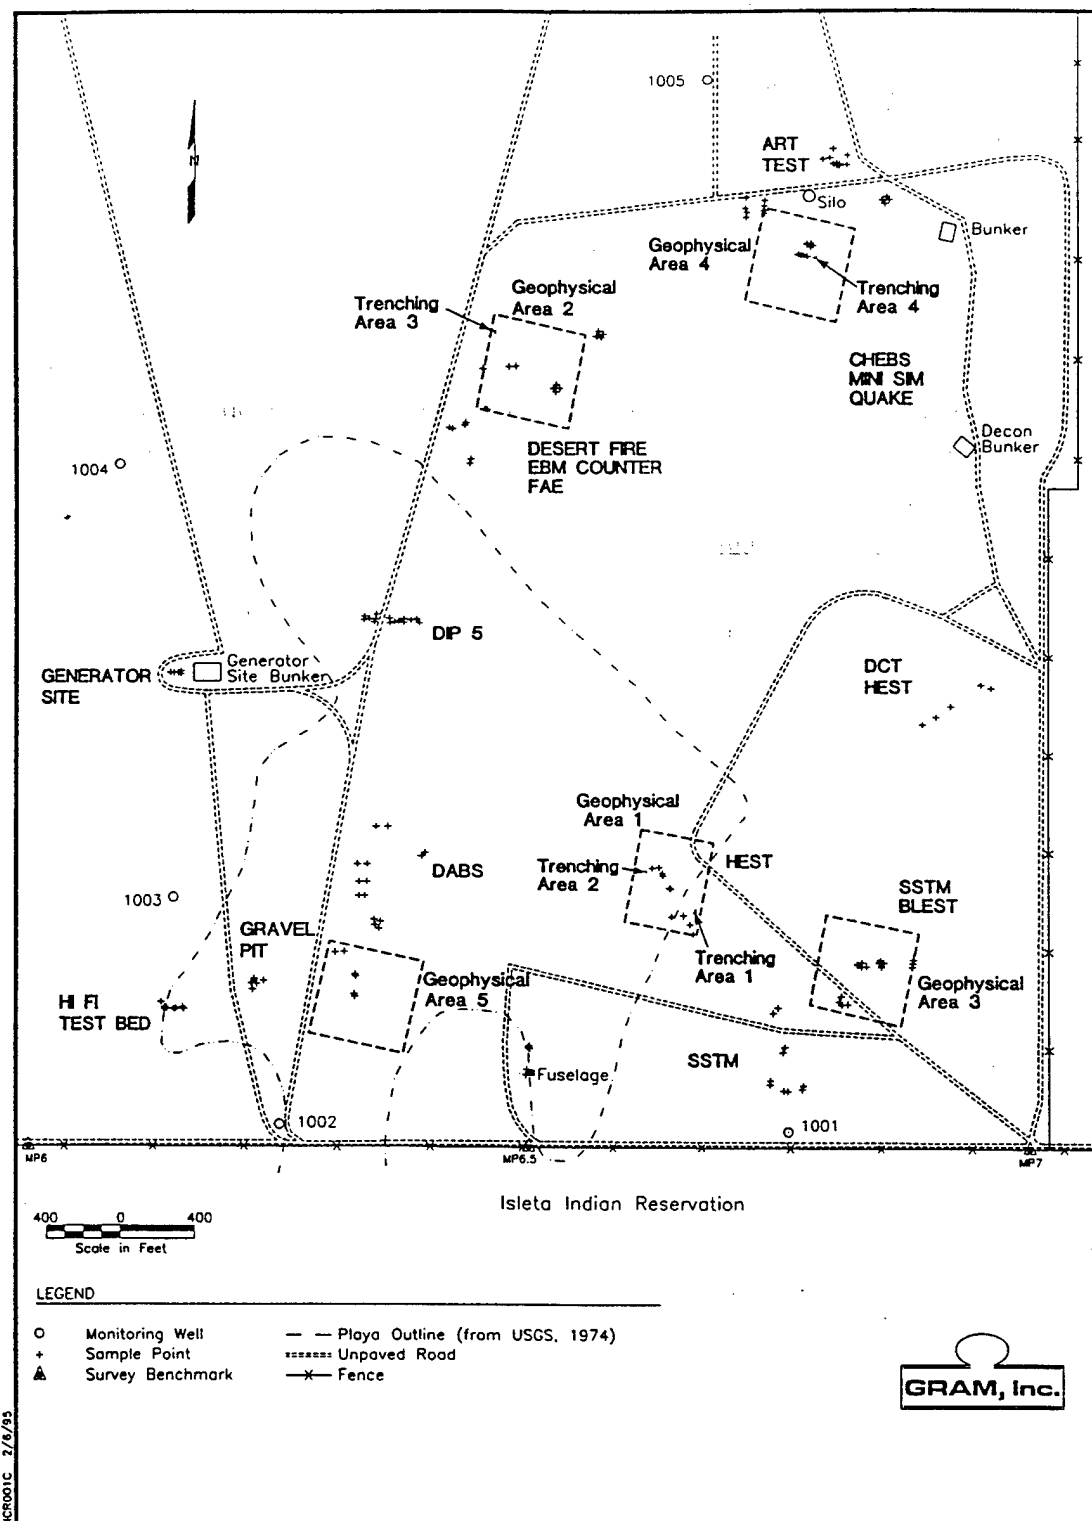 1005
ART
TEST
N
Silo
Bunker
Geophysical
Area 4
Geophysical
Area 2
Trenching
Area 3
Trenching
Area 4
CHEBS
MINI SIM
QUAKE
Decon
Bunker
1004
DESERT FIRE
EBM COUNTER
FAE
DIP 5
GENERATOR
SITE
Generator
Site Bunker
DCT
HEST
Geophysical
Area 1
Trenching
Area 2
HEST
DABS
SSTM
BLEST
1003
GRAVEL
PIT
Trenching
Area 1
Geophysical
Area 5
Geophysical
Area 3
HI FI
TEST BED
SSTM
Fuselage
1002
1001
MP6
MP6.5
MP7
Isleta Indian Reservation
400 0 400
Scale in Feet
LEGEND
Monitoring Well
Playa Outline (from USGS, 1974)
Sample Point
Unpaved Road
Survey Benchmark
Fence
GRAM, Inc.
CR001C 2/6/95